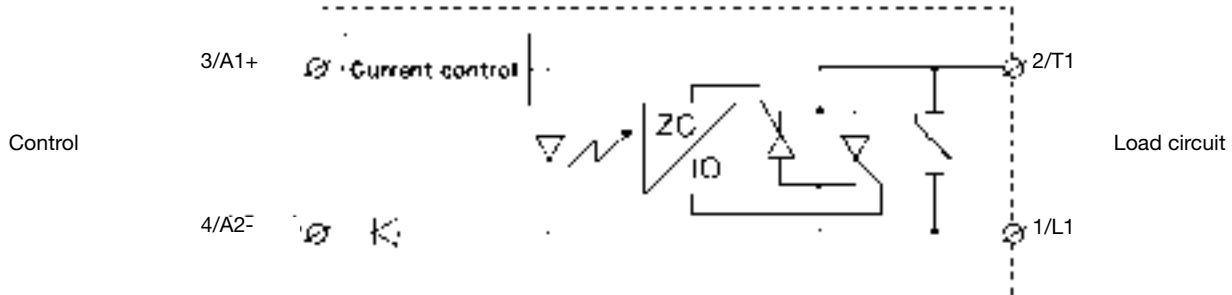 3/A1+
Current control
2/T1
Control
ZC
IO
Load circuit
4/A2-
1/L1